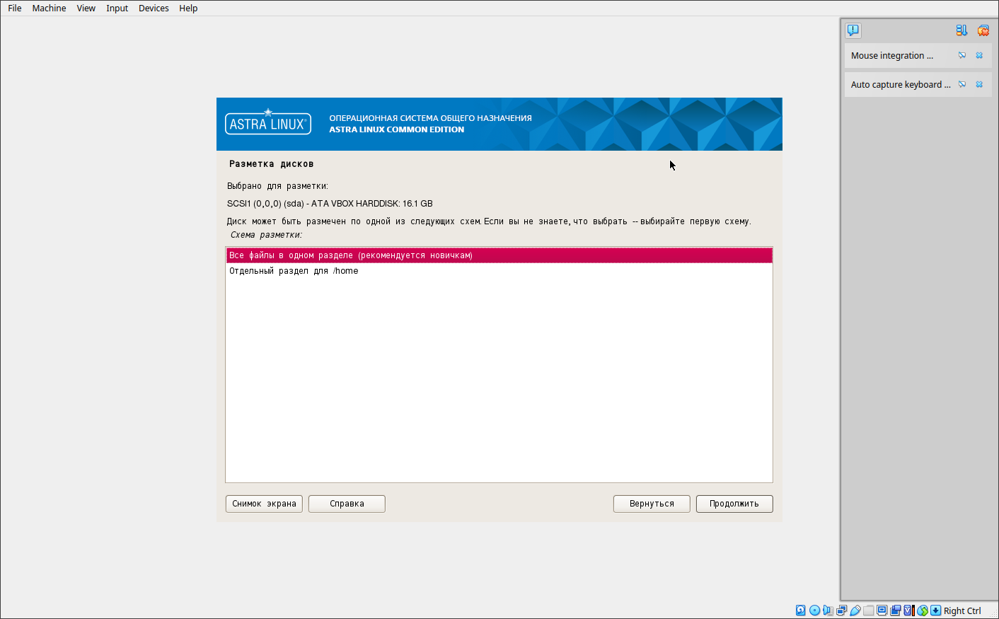 File Machine View Input Devices Help
Mouse integration ...
Auto capture keyboard ...
ASTRA LINUX®
ОПЕРАЦИОННАЯ СИСТЕМА ОБЩЕГО НАЗНАЧЕНИЯ
ASTRA LINUX COMMON EDITION
Разметка дисков
Выбрано для разметки:
SCSI1 (0,0,0) (sda) - ATA VBOX HARDDISK: 16.1 GB
Диск может быть размечен по одной из следующих схем. Если вы не знаете, что выбрать -- выбирайте первую схему.
Схема разметки:
Все файлы в одном разделе (рекомендуется новичкам)
Отдельный раздел для /home
Снимок экрана Справка Вернуться Продолжить
Right Ctrl